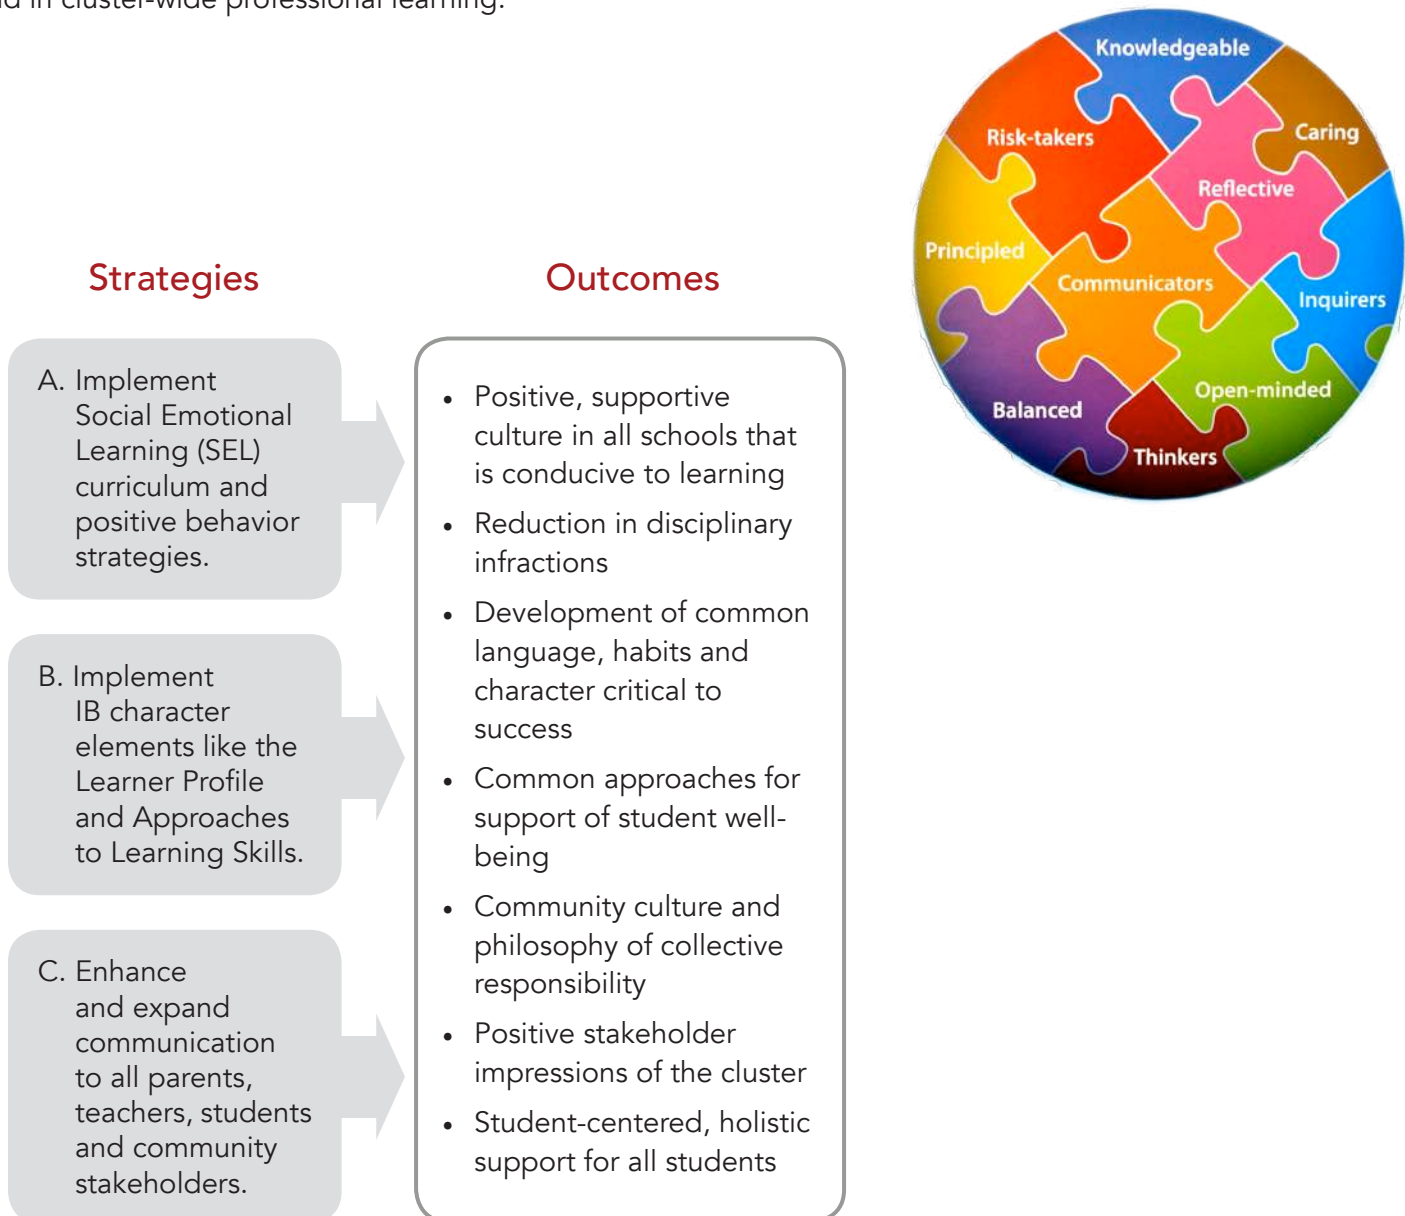 in cluster-wide professional learning.
Strategies
A. Implement
Social Emotional
Learning (SEL)
curriculum and
positive behavior
strategies.
B. Implement
IB character
elements like the
Learner Profile
and Approaches
to Learning Skills.
C. Enhance
and expand
communication
to all parents,
teachers, students
and community
stakeholders.
Outcomes
• Positive, supportive
culture in all schools that
is conducive to learning
• Reduction in disciplinary
infractions
• Development of common
language, habits and
character critical to
success
• Common approaches for
support of student well-
being
• Community culture and
philosophy of collective
responsibility
• Positive stakeholder
impressions of the cluster
• Student-centered, holistic
support for all students
Knowledgeable
Risk-takers
Caring
Reflective
Principled
Communicators
Inquirers
Balanced
Open-minded
Thinkers